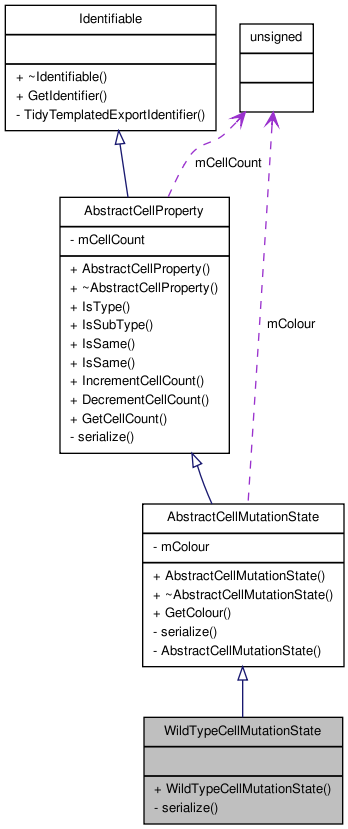 Identifiable
+ ~Identifiable()
+ GetIdentifier()
- TidyTemplatedExportIdentifier()
unsigned
mCellCount
AbstractCellProperty
- mCellCount
+ AbstractCellProperty()
+ ~AbstractCellProperty()
+ IsType()
+ IsSubType()
+ IsSame()
+ IsSame()
+ IncrementCellCount()
+ DecrementCellCount()
+ GetCellCount()
- serialize()
mColour
AbstractCellMutationState
- mColour
+ AbstractCellMutationState()
+ ~AbstractCellMutationState()
+ GetColour()
- serialize()
- AbstractCellMutationState()
WildTypeCellMutationState
+ WildTypeCellMutationState()
- serialize()